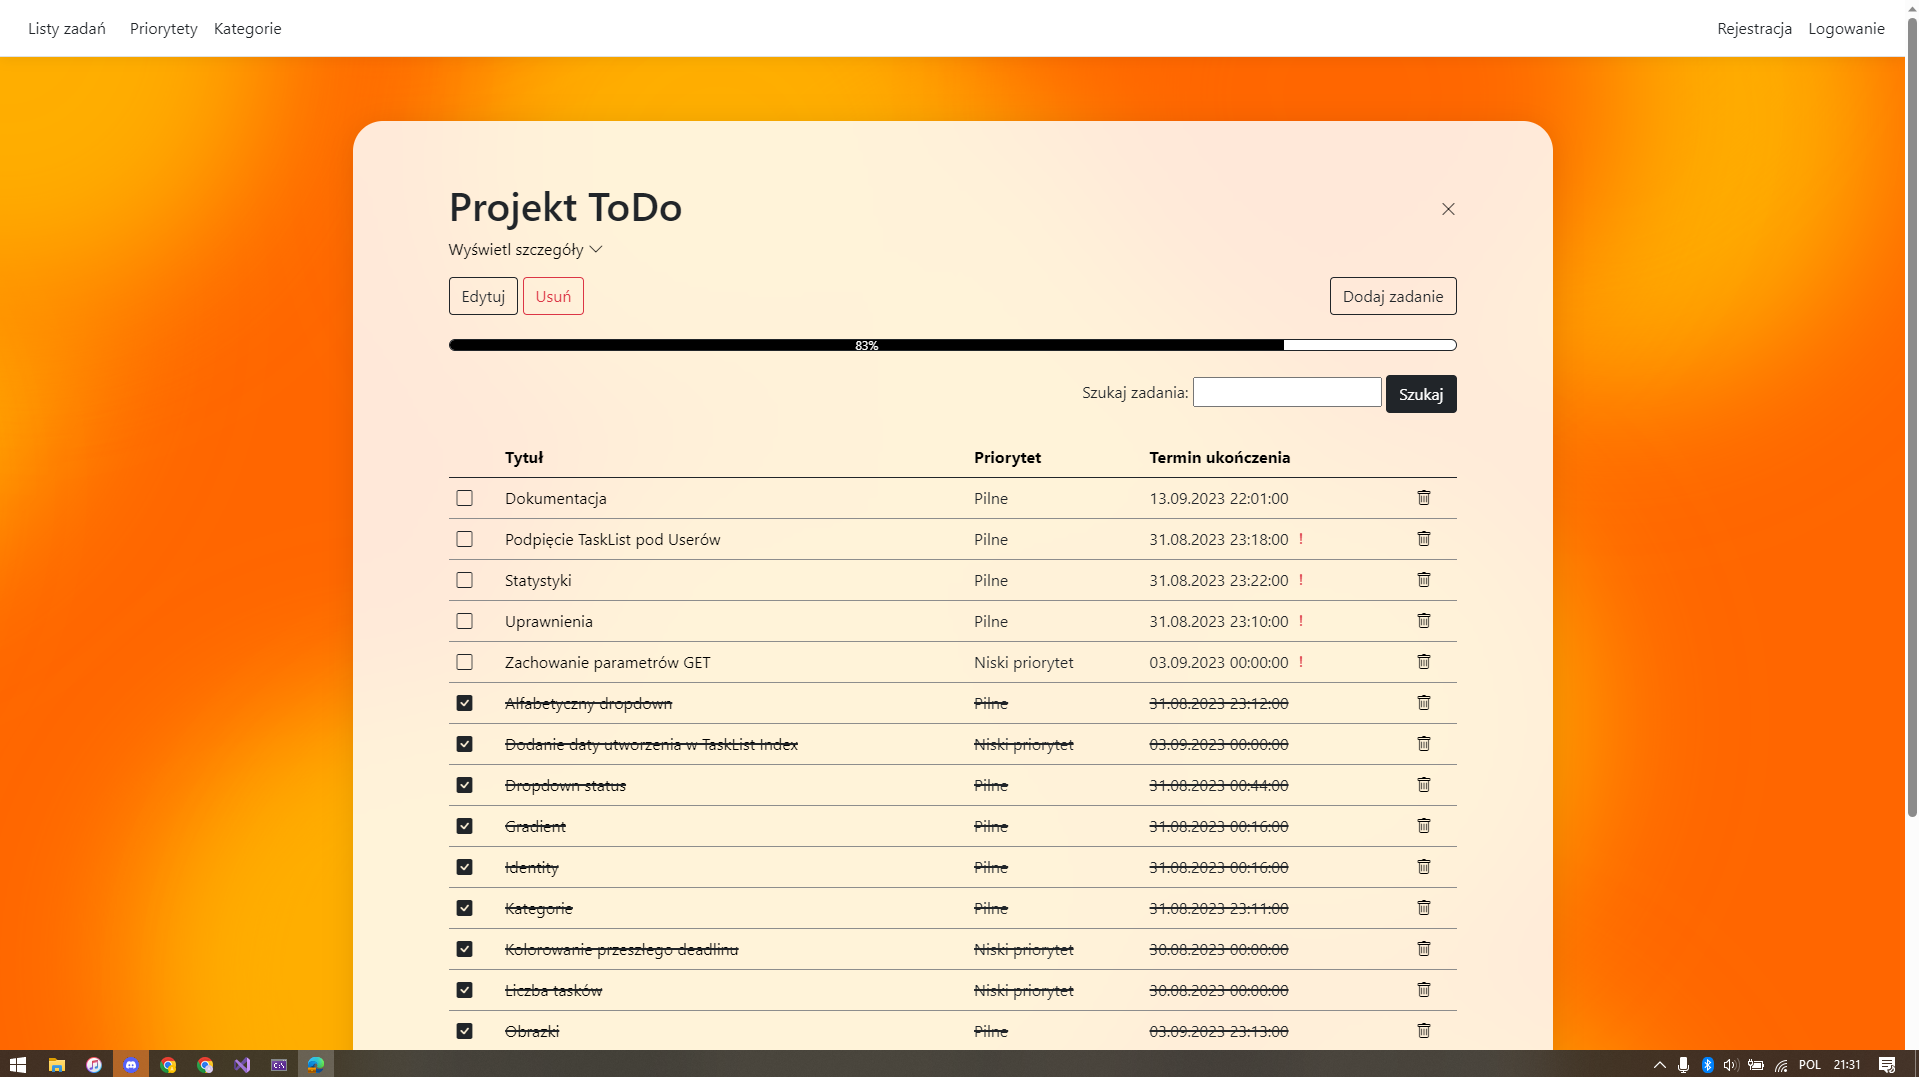 Listy zadań Priorytety Kategorie Rejestracja Logowanie
Projekt ToDo
Wyświetl szczegóły
Edytuj Usuń Dodaj zadanie
83%
Szukaj zadania: Szukaj
Tytuł Priorytet Termin ukończenia
Dokumentacja Pilne 13.09.2023 22:01:00
Podpięcie TaskList pod Userów Pilne 31.08.2023 23:18:00 !
Statystyki Pilne 31.08.2023 23:22:00 !
Uprawnienia Pilne 31.08.2023 23:10:00 !
Zachowanie parametrów GET Niski priorytet 03.09.2023 00:00:00 !
Alfabetyczny dropdown Pilne 31.08.2023 23:12:00
Dodanie daty utworzenia w TaskList Index Niski priorytet 03.09.2023 00:00:00
Dropdown status Pilne 31.08.2023 00:44:00
Gradient Pilne 31.08.2023 00:16:00
Identity Pilne 31.08.2023 00:16:00
Kategorie Pilne 31.08.2023 23:11:00
Kolorowanie przeszłego deadlinu Niski priorytet 30.08.2023 00:00:00
Liczba tasków Niski priorytet 30.08.2023 00:00:00
Obrazki Pilne 03.09.2023 23:13:00
POL 21:31